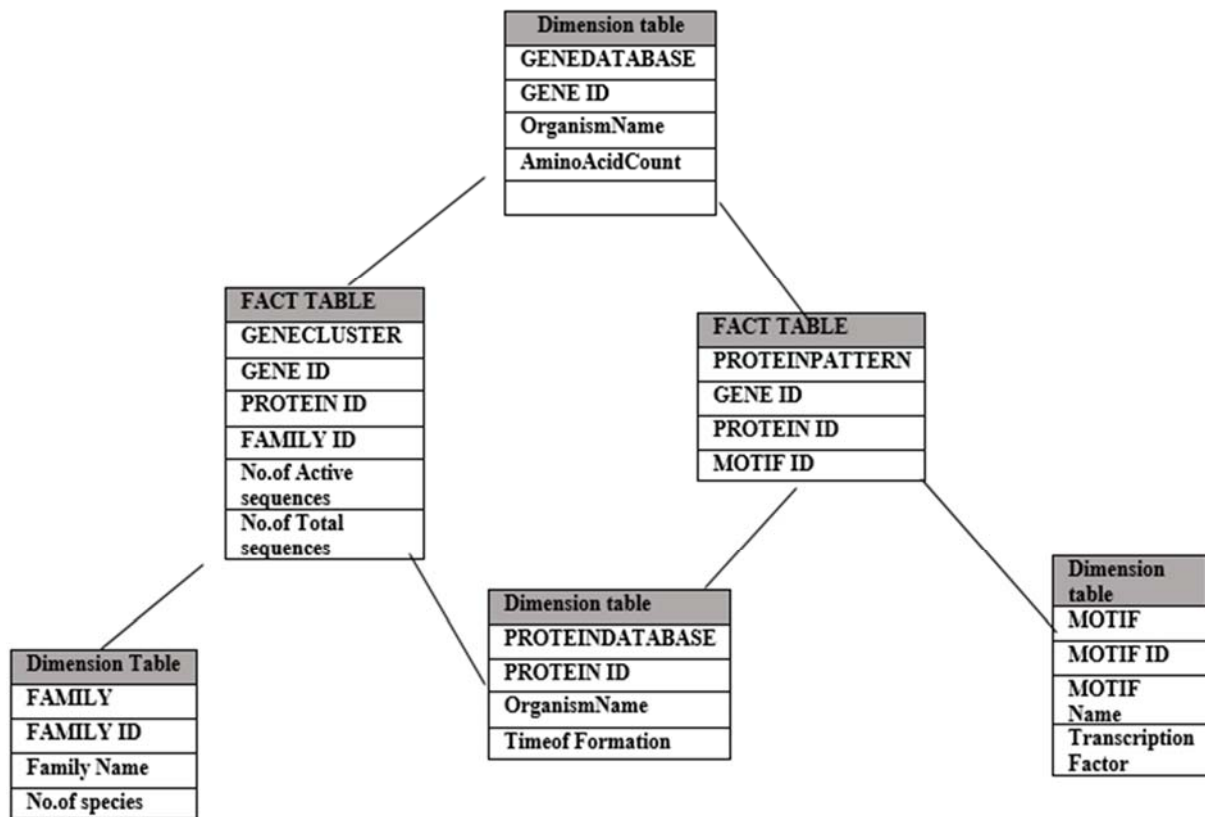 Dimension table
GENEDATABASE
GENE ID
OrganismName
AminoAcidCount
FACT TABLE
GENECLUSTER
GENE ID
PROTEIN ID
FAMILY ID
No.of Active
sequences
No.of Total
sequences
FACT TABLE
PROTEINPATTERN
GENE ID
PROTEIN ID
MOTIF ID
Dimension Table
FAMILY
FAMILY ID
Family Name
No.of species
Dimension table
PROTEINDATABASE
PROTEIN ID
OrganismName
Timeof Formation
Dimension
table
MOTIF
MOTIF ID
MOTIF
Name
Transcription
Factor